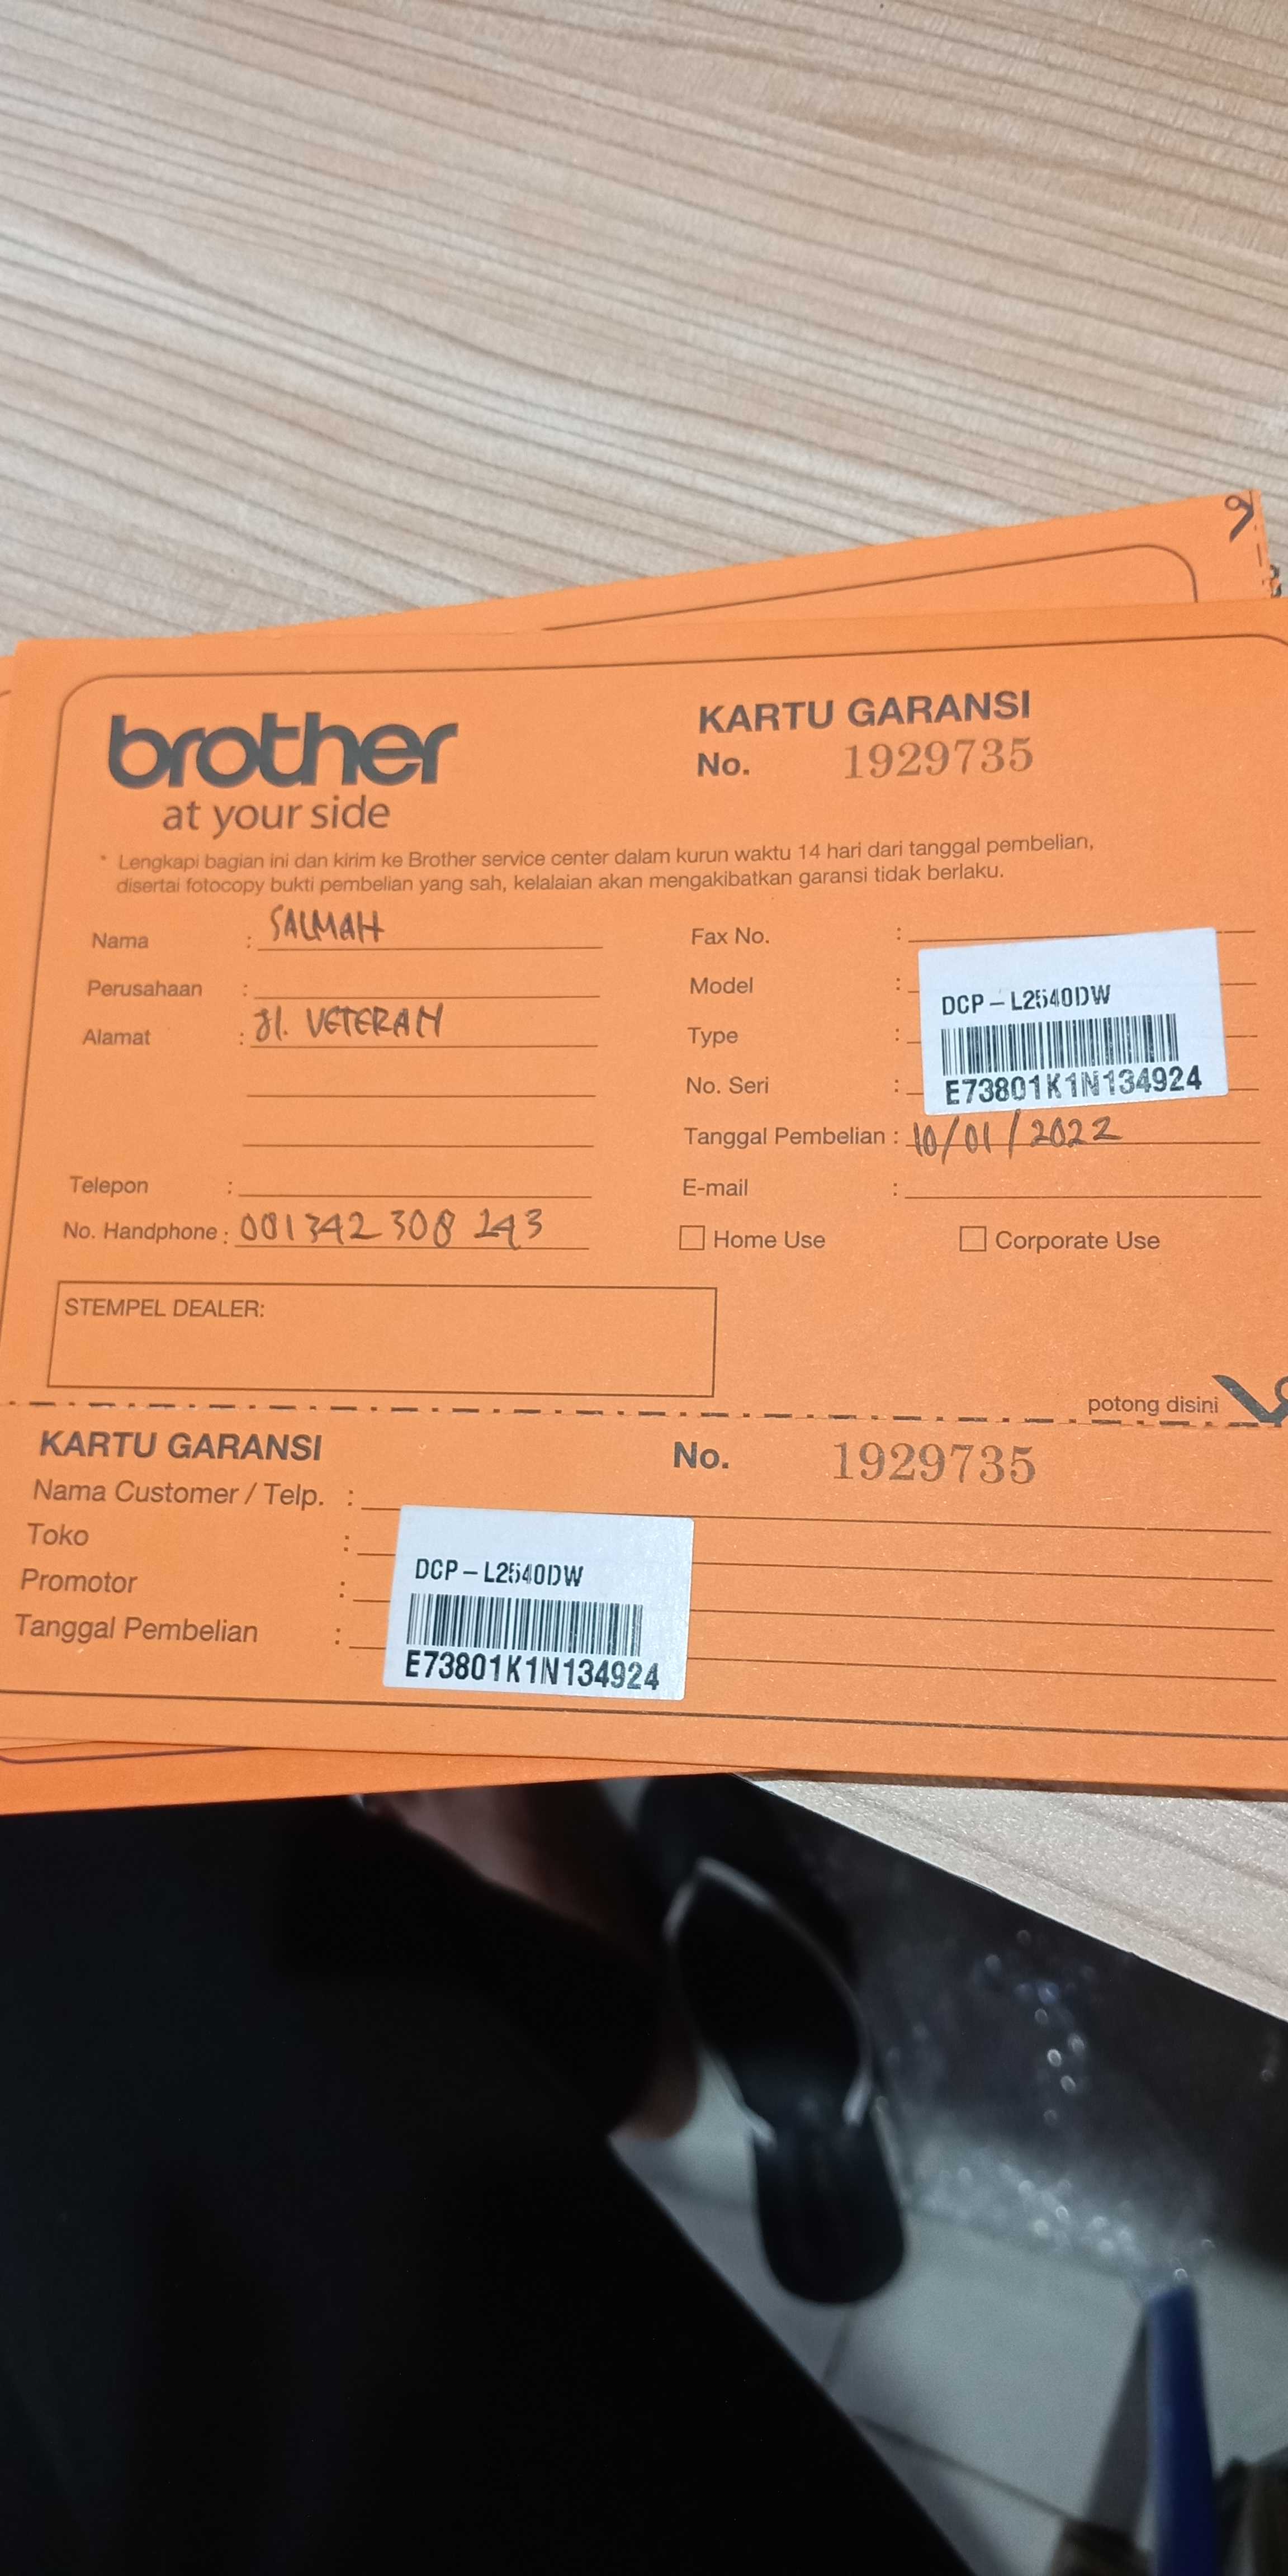 brother
at your side
KARTU GARANSI
No. 1929735
* Lengkapi bagian ini dan kirim ke Brother service center dalam kurun waktu 14 hari dari tanggal pembelian,
disertai fotocopy bukti pembelian yang sah, kelalaian akan mengakibatkan garansi tidak berlaku.
Nama : SALMAH
Perusahaan :
Alamat : Jl. VETERAN
Telepon :
No. Handphone : 081342 308 243
Fax No. :
Model :
Type :
No. Seri :
DCP-L2540DW
E73801K1N134924
Tanggal Pembelian : 10/01/2022
E-mail :
Home Use
Corporate Use
STEMPEL DEALER:
potong disini
KARTU GARANSI
No. 1929735
Nama Customer / Telp. :
Toko :
Promotor :
Tanggal Pembelian :
DCP-L2540DW
E73801K1N134924